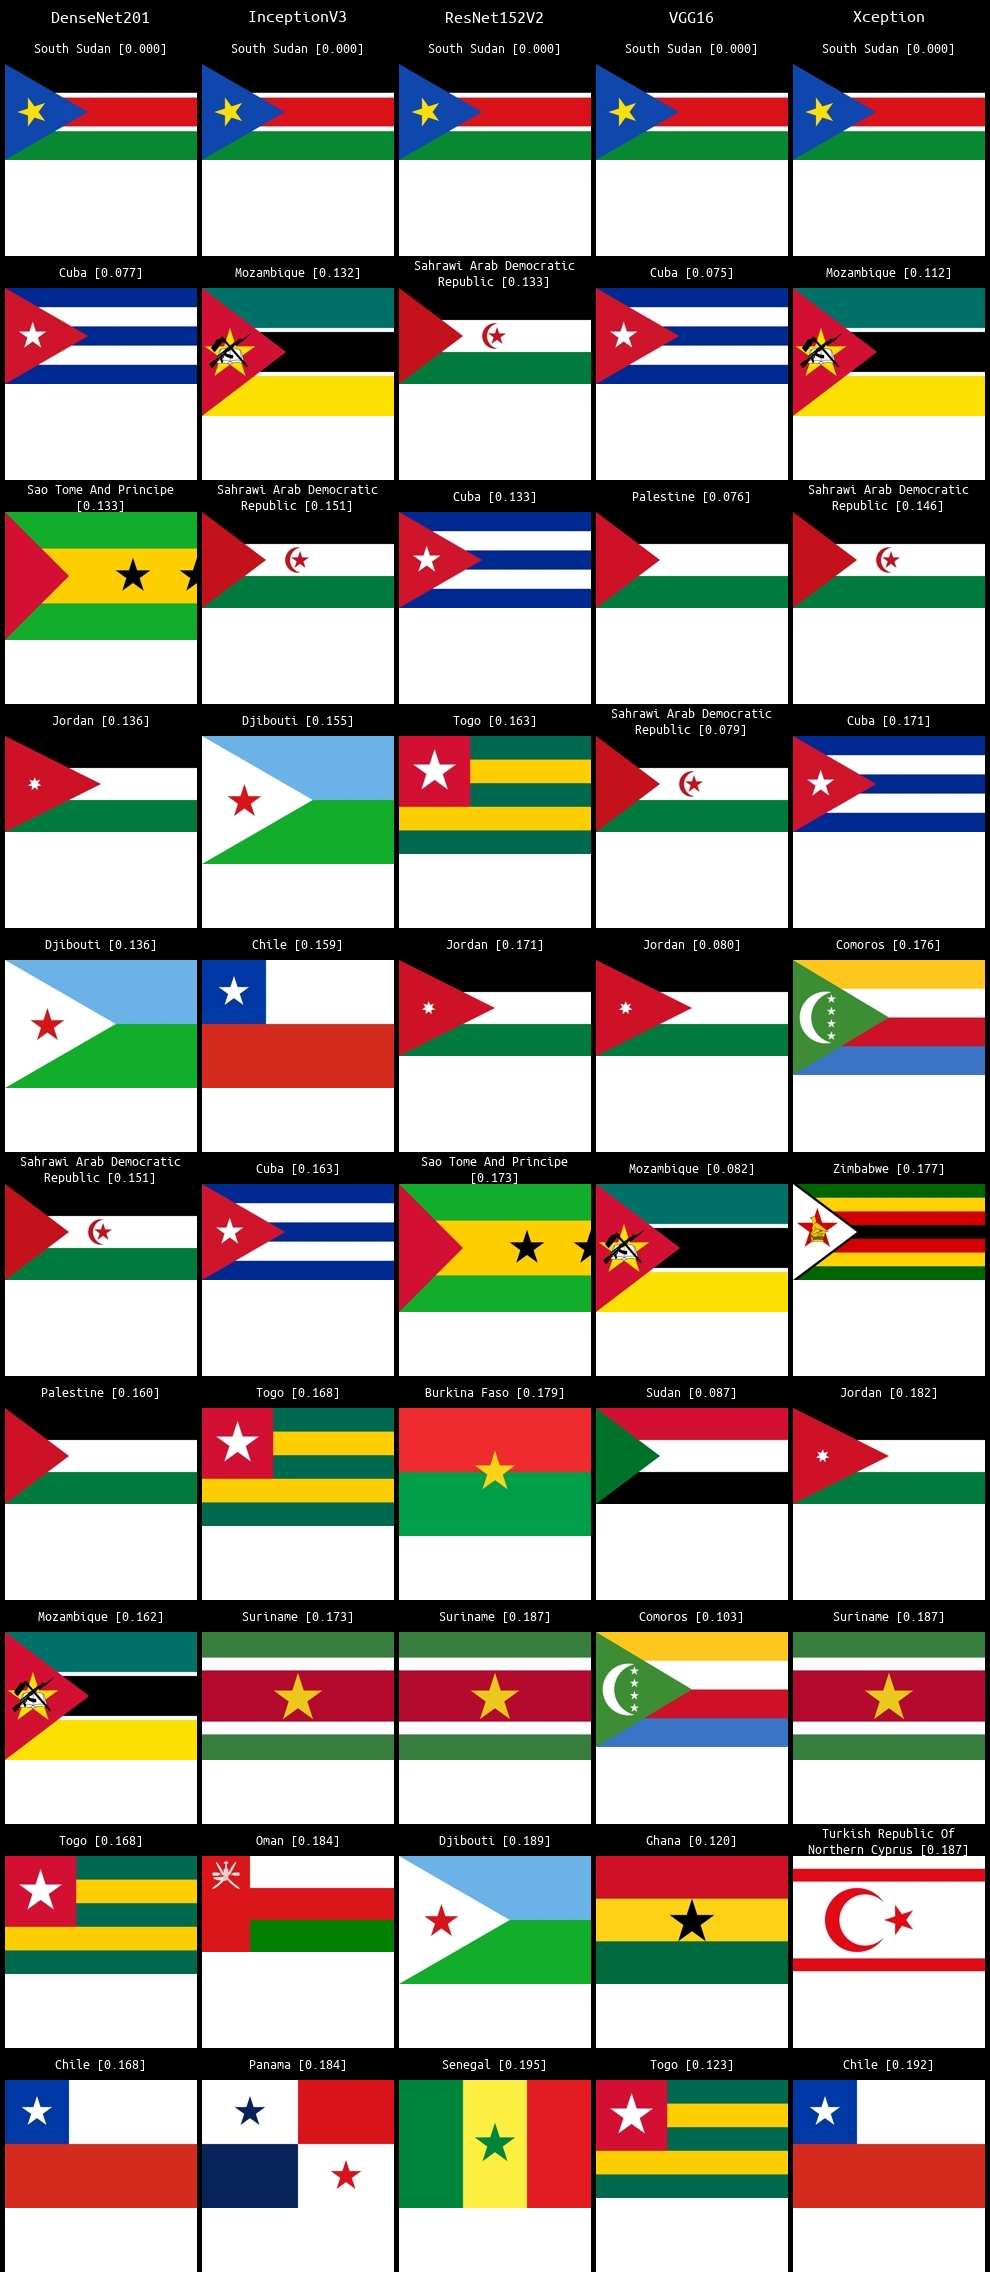 DenseNet201 InceptionV3 ResNet152V2 VGG16 Xception
South Sudan [0.000] South Sudan [0.000] South Sudan [0.000] South Sudan [0.000] South Sudan [0.000]
Cuba [0.077] Mozambique [0.132] Sahrawi Arab Democratic Republic [0.133] Cuba [0.075] Mozambique [0.112]
Sao Tome And Principe [0.133] Sahrawi Arab Democratic Republic [0.151] Cuba [0.133] Palestine [0.076] Sahrawi Arab Democratic Republic [0.146]
Jordan [0.136] Djibouti [0.155] Togo [0.163] Sahrawi Arab Democratic Republic [0.079] Cuba [0.171]
Djibouti [0.136] Chile [0.159] Jordan [0.171] Jordan [0.080] Comoros [0.176]
Sahrawi Arab Democratic Republic [0.151] Cuba [0.163] Sao Tome And Principe [0.173] Mozambique [0.082] Zimbabwe [0.177]
Palestine [0.160] Togo [0.168] Burkina Faso [0.179] Sudan [0.087] Jordan [0.182]
Mozambique [0.162] Suriname [0.173] Suriname [0.187] Comoros [0.103] Suriname [0.187]
Togo [0.168] Oman [0.184] Djibouti [0.189] Ghana [0.120] Turkish Republic Of Northern Cyprus [0.187]
Chile [0.168] Panama [0.184] Senegal [0.195] Togo [0.123] Chile [0.192]